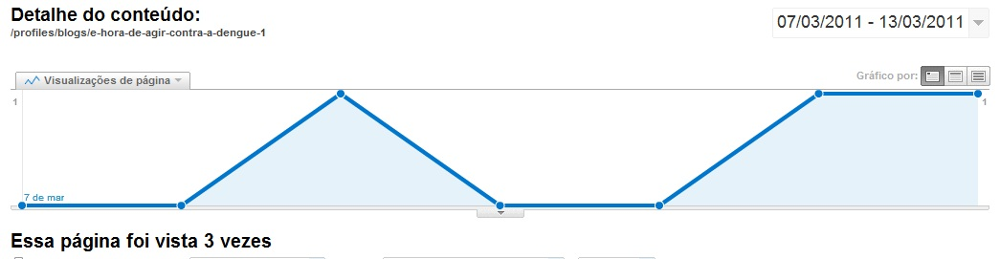 Detalhe do conteúdo:
/profiles/blogs/e-hora-de-agir-contra-a-dengue-1
07/03/2011 - 13/03/2011
Visualizações de página
Gráfico por:
1
1
7 de mar
Essa página foi vista 3 vezes